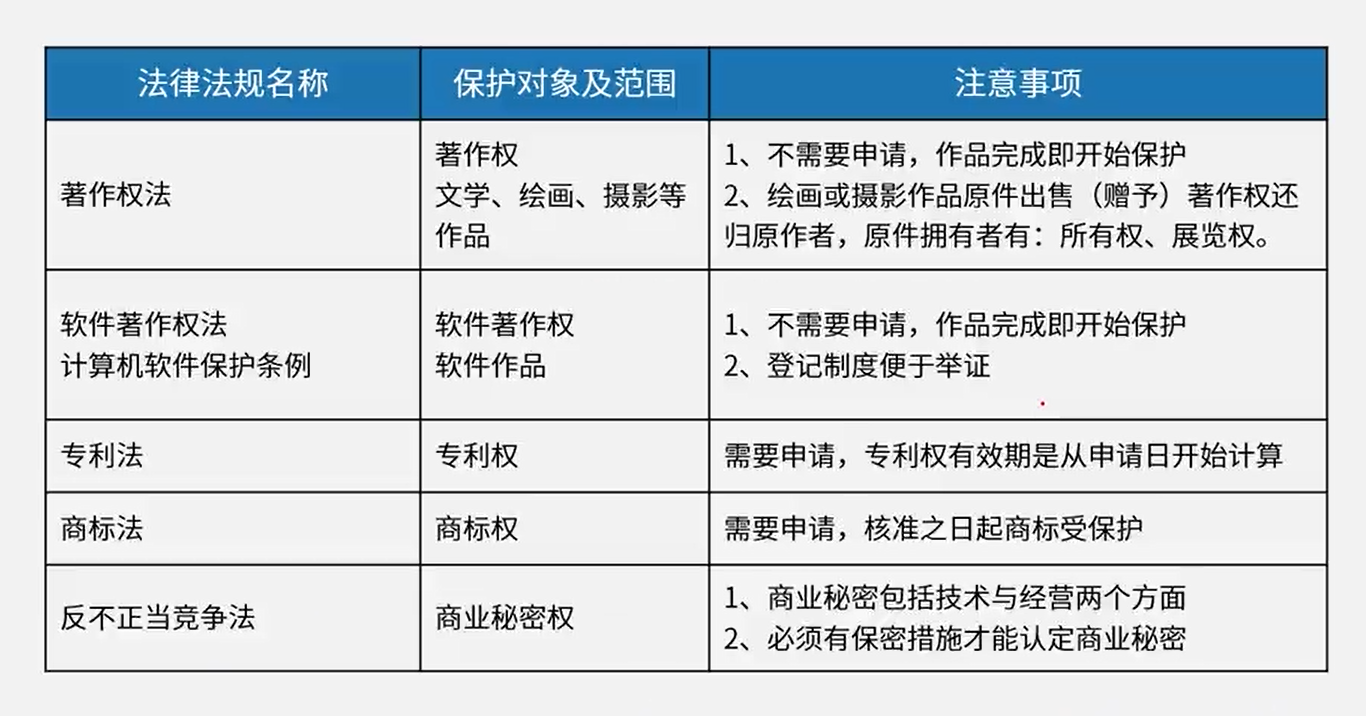 法律法规名称
保护对象及范围
注意事项
著作权法
著作权
文学、绘画、摄影等
作品
1、不需要申请，作品完成即开始保护
2、绘画或摄影作品原件出售（赠予）著作权还
归原作者，原件拥有者有：所有权、展览权。
软件著作权法
计算机软件保护条例
软件著作权
软件作品
1、不需要申请，作品完成即开始保护
2、登记制度便于举证
专利法
专利权
需要申请，专利权有效期是从申请日开始计算
商标法
商标权
需要申请，核准之日起商标受保护
反不正当竞争法
商业秘密权
1、商业秘密包括技术与经营两个方面
2、必须有保密措施才能认定商业秘密